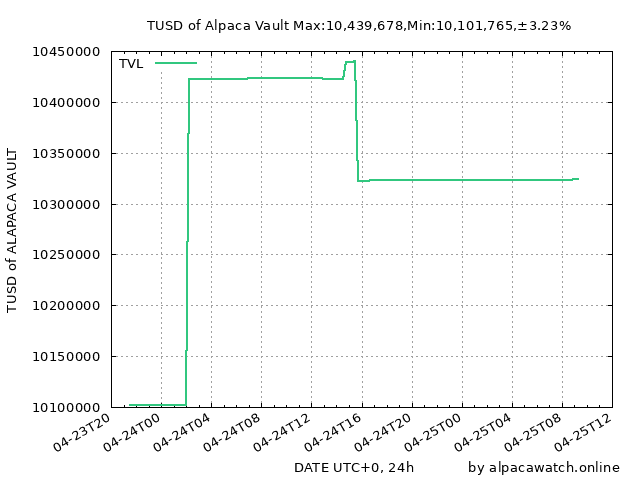 TUSD of Alpaca Vault Max:10,439,678,Min:10,101,765,±3.23%
TUSD of ALAPACA VAULT
TVL
10450000
10400000
10350000
10300000
10250000
10200000
10150000
10100000
04-23T20
04-24T00
04-24T04
04-24T08
04-24T12
04-24T16
04-24T20
04-25T00
04-25T04
04-25T08
04-25T12
DATE UTC+0, 24h
by alpacawatch.online